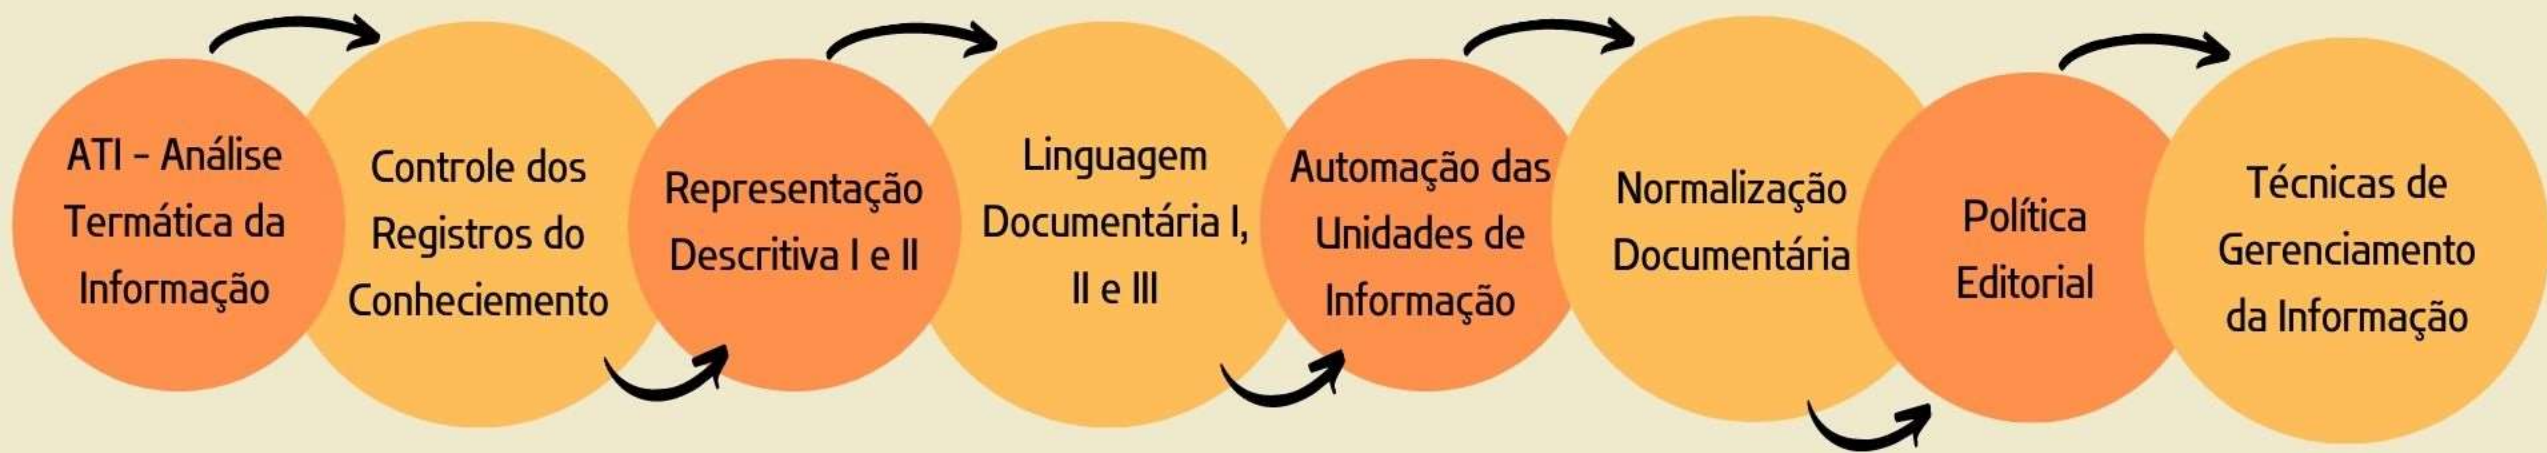 ATI - Análise
Termática da
Informação
Controle dos
Registros do
Conheciemento
Representação
Descritiva I e II
Linguagem
Documentária I,
II e III
Automação das
Unidades de
Informação
Normalização
Documentária
Política
Editorial
Técnicas de
Gerenciamento
da Informação